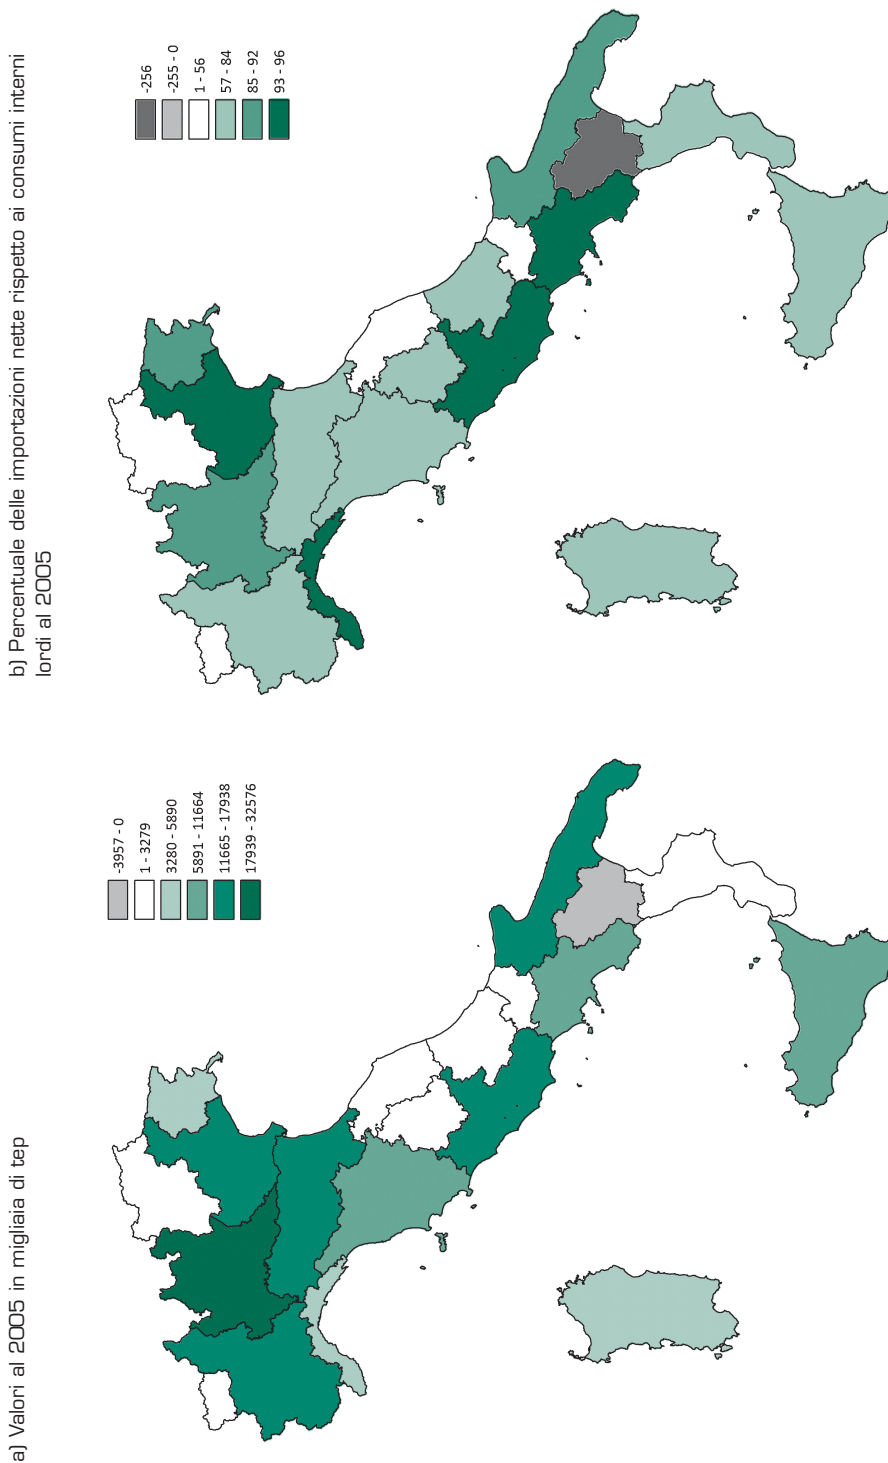 a) Valori al 2005 in migliaia di tep
-3957 - 0
1 - 3279
3280 - 5890
5891 - 11664
11665 - 17938
17939 - 32576
b) Percentuale delle importazioni nette rispetto ai consumi interni
lordi al 2005
-256
-255 - 0
1 - 56
57 - 84
85 - 92
93 - 96